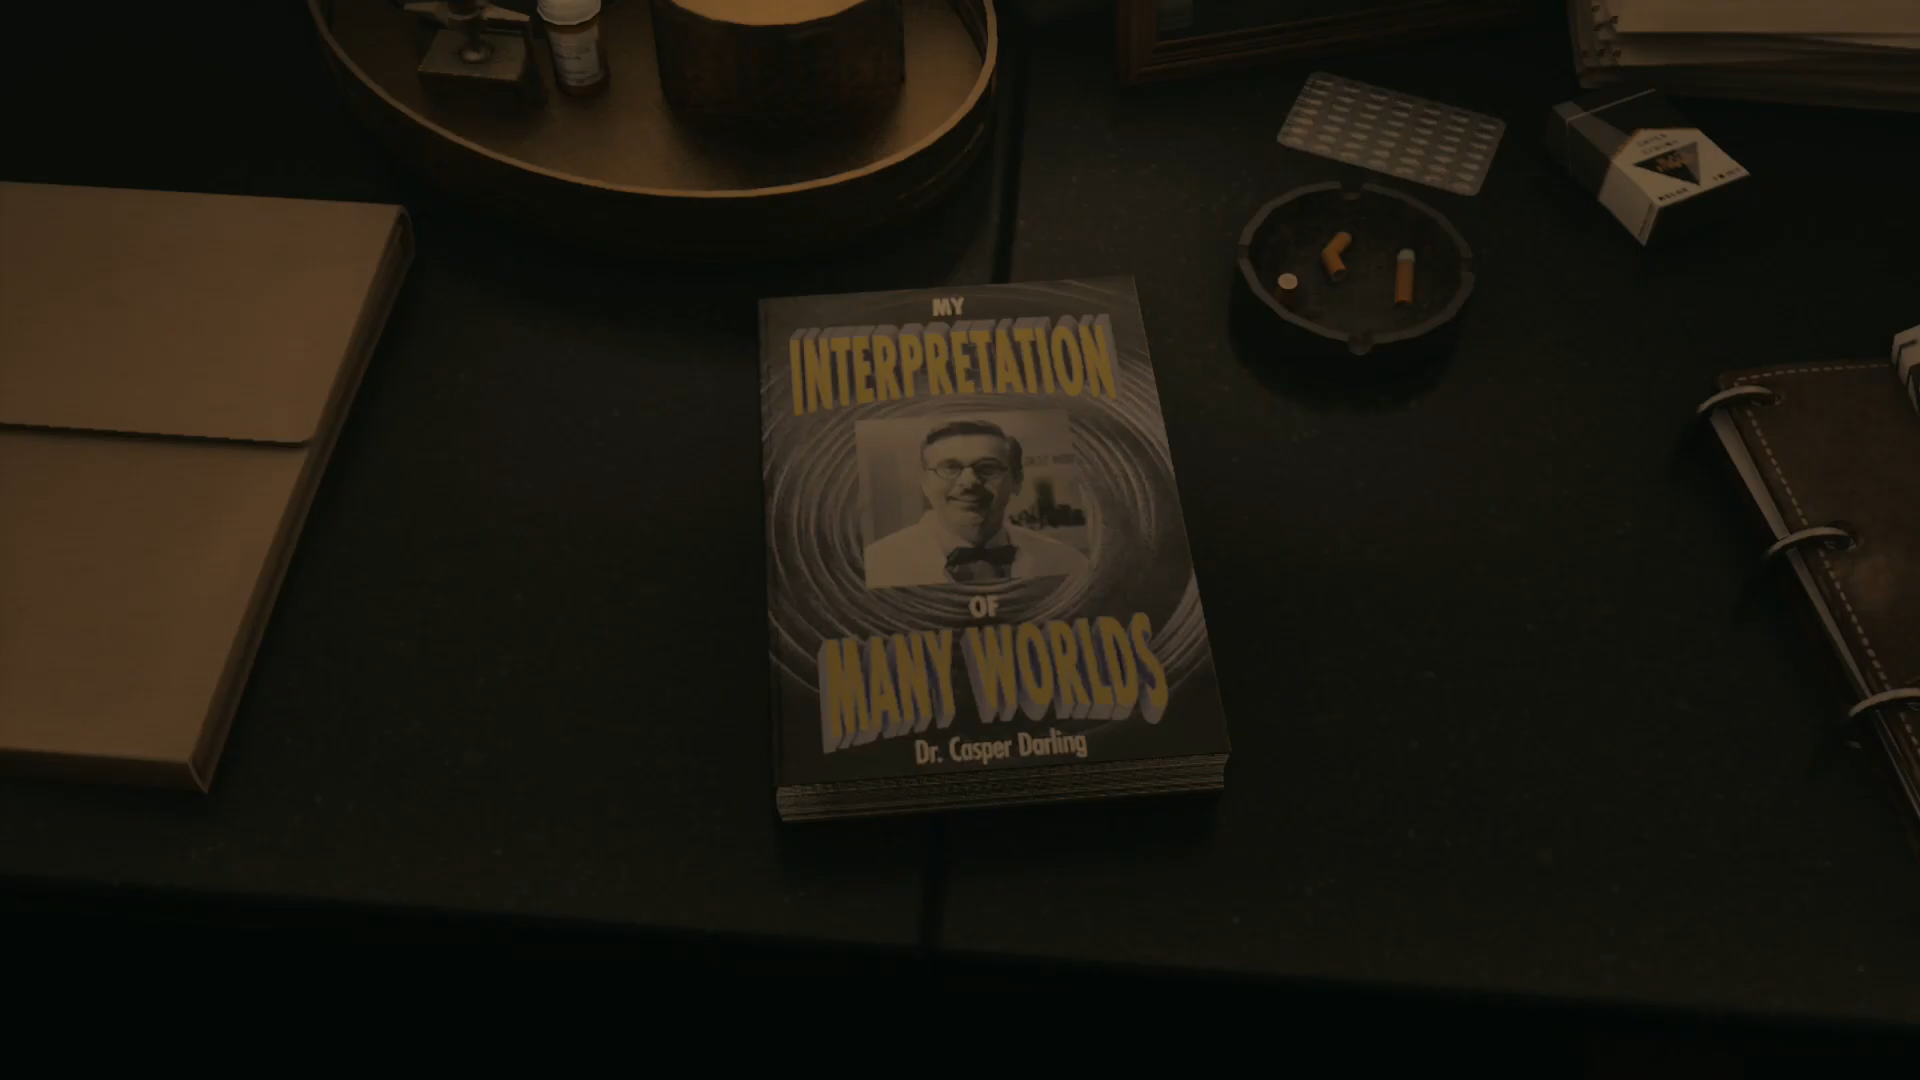 MY
INTERPRETATION
OF
MANY WORLDS
Dr. Casper Darling